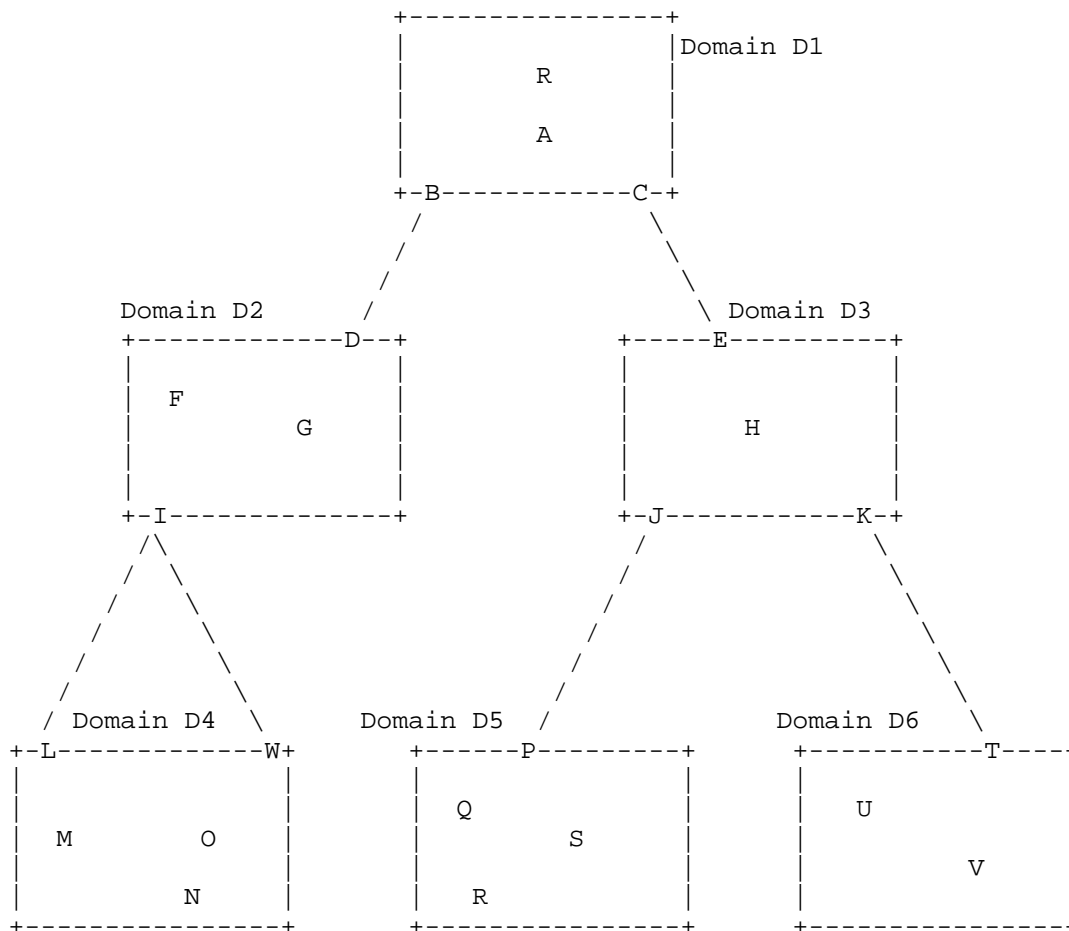 Domain D1
R
A
B C
Domain D2 Domain D3
D E
F
G H
I J K
Domain D4 Domain D5 Domain D6
L W P T
Q U
M O S
V
N R